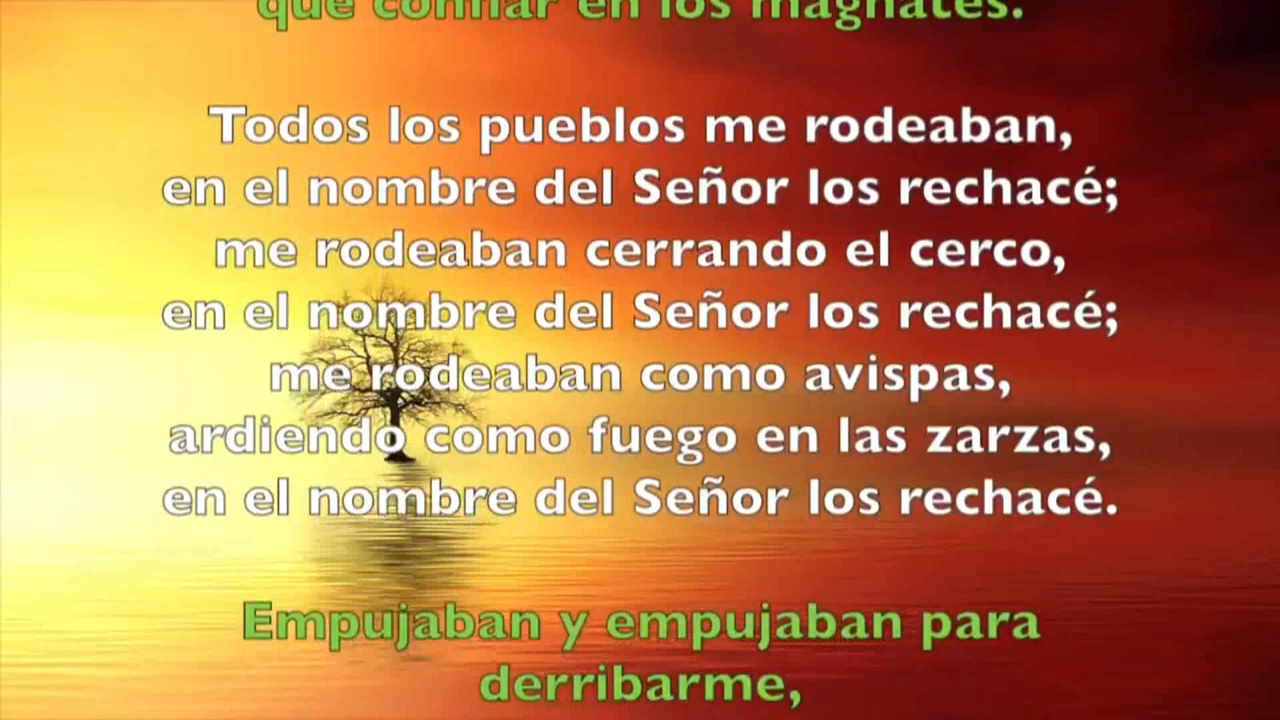 que confiar en los magnates.
Todos los pueblos me rodeaban,
en el nombre del Señor los rechacé;
me rodeaban cerrando el cerco,
en el nombre del Señor los rechacé;
me rodeaban como avispas,
ardiendo como fuego en las zarzas,
en el nombre del Señor los rechacé.
Empujaban y empujaban para
derribarme,